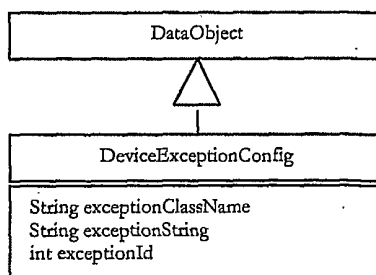 DataObject
DeviceExceptionConfig
String exceptionClassName
String exceptionString
int exceptionId